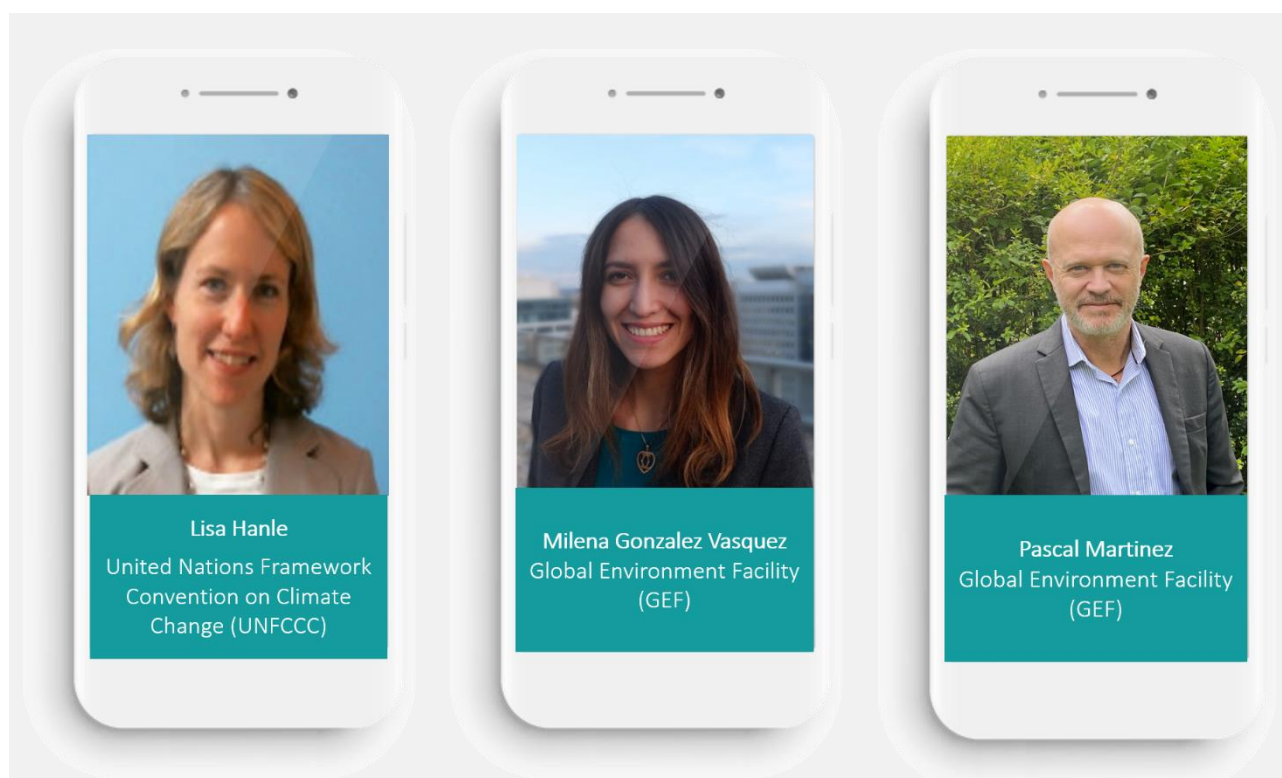 Lisa Hanle
United Nations Framework
Convention on Climate
Change (UNFCCC)
Milena Gonzalez Vasquez
Global Environment Facility
(GEF)
Pascal Martinez
Global Environment Facility
(GEF)